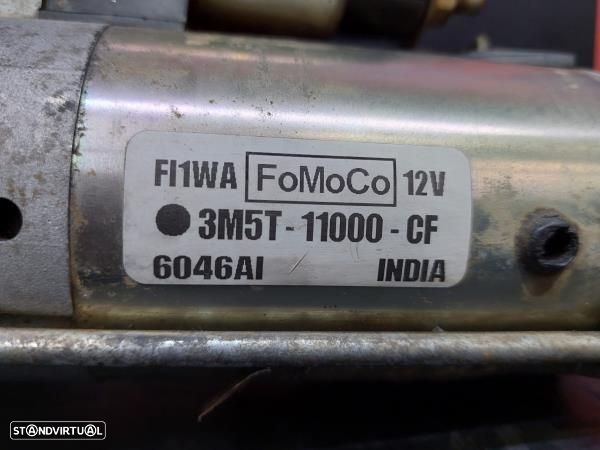 FI1WA FoMoCo 12V
3M5T - 11000 - CF
6046AI INDIA
STANDVIRTUAL